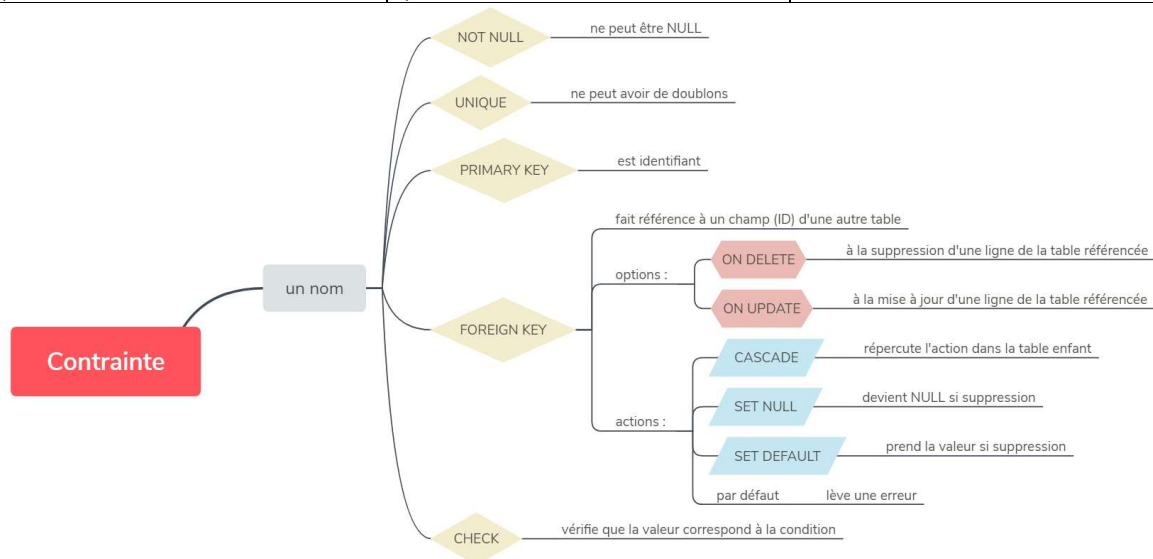 NOT NULL
ne peut être NULL
UNIQUE
ne peut avoir de doublons
PRIMARY KEY
est identifiant
fait référence à un champ (ID) d'une autre table
options :
ON DELETE
à la suppression d'une ligne de la table référencée
ON UPDATE
à la mise à jour d'une ligne de la table référencée
un nom
FOREIGN KEY
Contrainte
CASCADE
répercute l'action dans la table enfant
SET NULL
devient NULL si suppression
actions :
SET DEFAULT
prend la valeur si suppression
par défaut
lève une erreur
CHECK
vérifie que la valeur correspond à la condition